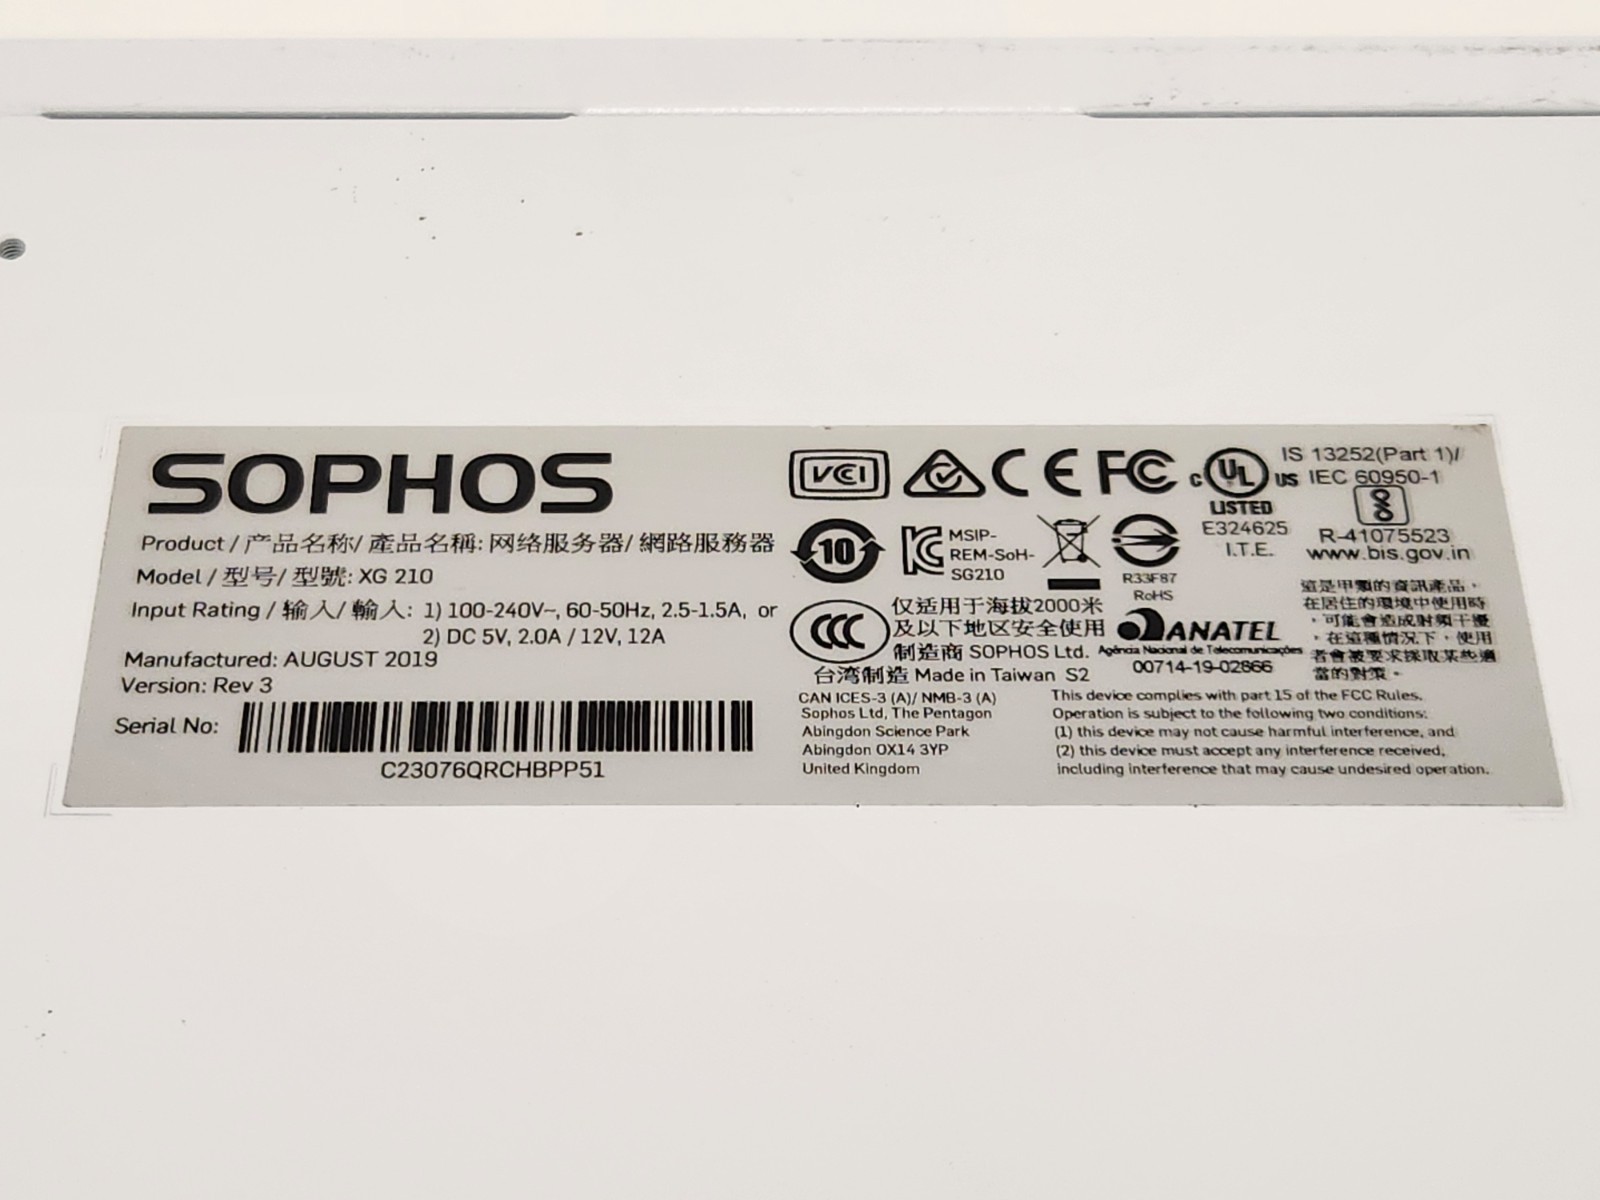 SOPHOS
Product / 产品名称/ 產品名稱: 网络服务器/ 網路服務器
Model / 型号/ 型號: XG 210
Input Rating / 输入/ 輸入: 1) 100-240V~, 60-50Hz, 2.5-1.5A, or
2) DC 5V, 2.0A / 12V, 12A
Manufactured: AUGUST 2019
Version: Rev 3
Serial No:
C23076QRCHBPP51
VCI
CE FC
c UL US
LISTED
E324625
I.T.E.
IS 13252(Part 1)/
IEC 60950-1
R-41075523
www.bis.gov.in
10
MSIP-
REM-SoH-
SG210
R33F87
RoHS
CCC
仅适用于海拔2000米
及以下地区安全使用
制造商 SOPHOS Ltd.
台湾制造 Made in Taiwan S2
ANATEL
Agência Nacional de Telecomunicações
00714-19-02866
這是甲類的資訊產品，
在居住的環境中使用時
，可能會造成射頻干擾
，在這種情況下，使用
者會被要求採取某些適
當的對策。
CAN ICES-3 (A)/ NMB-3 (A)
Sophos Ltd, The Pentagon
Abingdon Science Park
Abingdon OX14 3YP
United Kingdom
This device complies with part 15 of the FCC Rules.
Operation is subject to the following two conditions:
(1) this device may not cause harmful interference, and
(2) this device must accept any interference received,
including interference that may cause undesired operation.